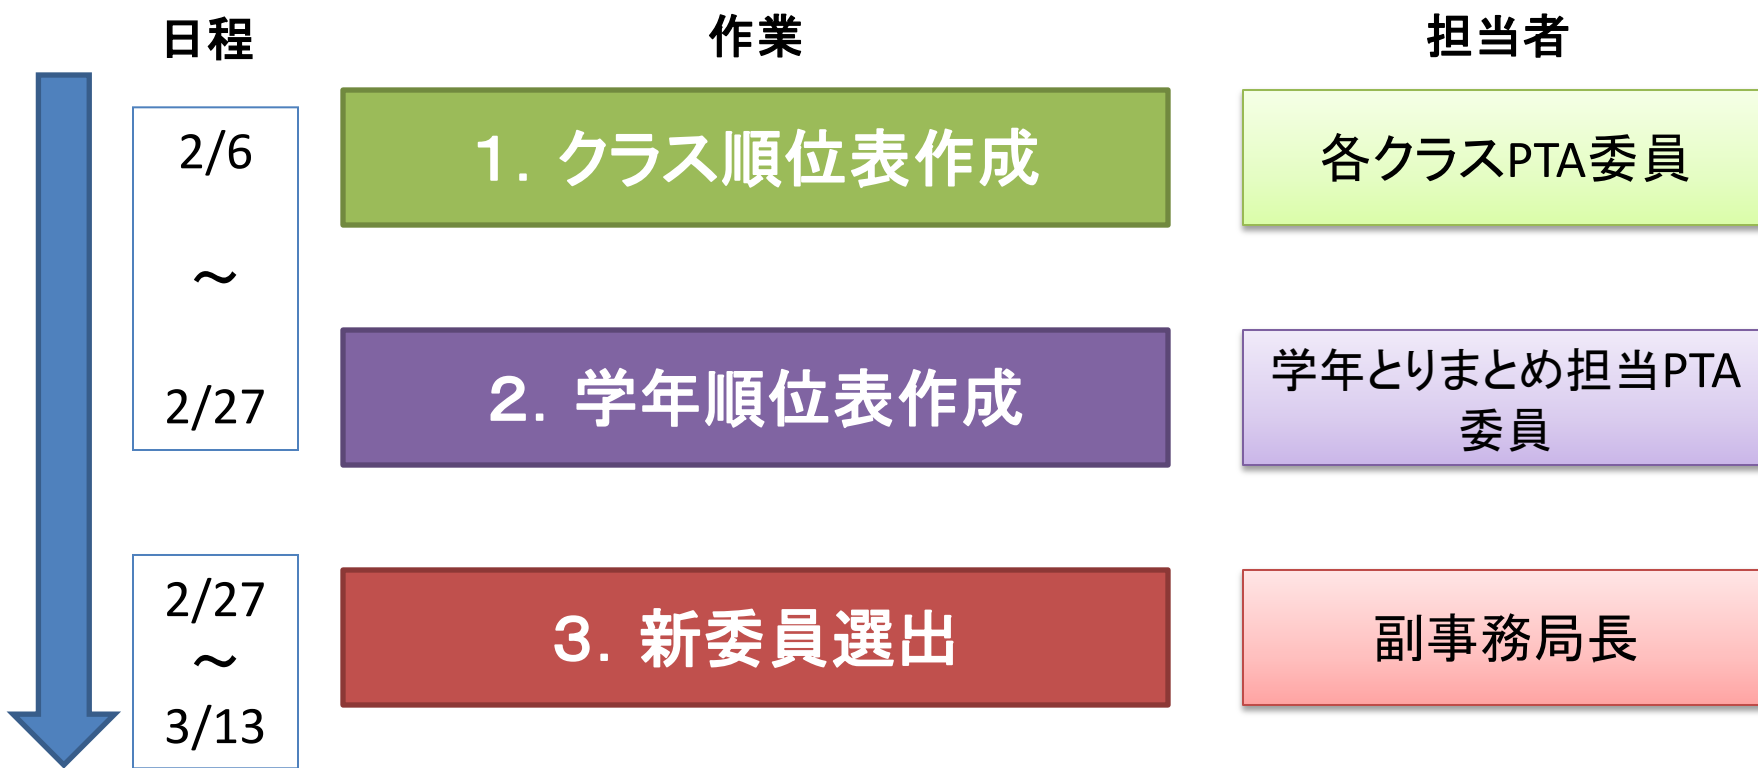 日程
作業
担当者
2/6
～
2/27
１．クラス順位表作成
各クラスPTA委員
２．学年順位表作成
学年とりまとめ担当PTA
委員
2/27
～
3/13
３．新委員選出
副事務局長